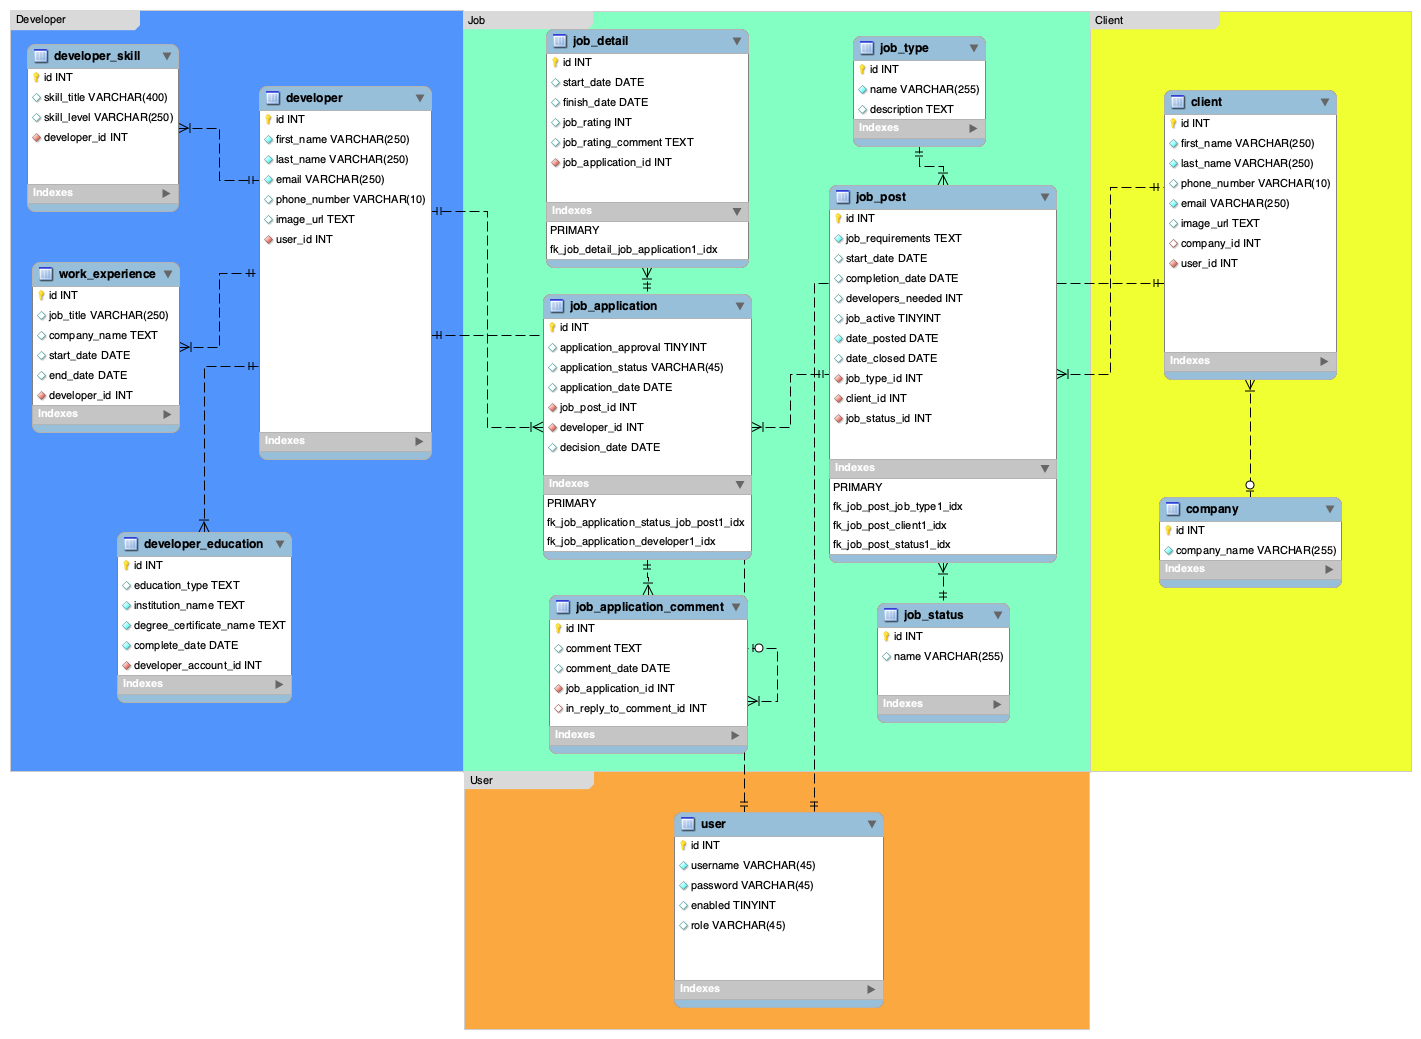 Developer
developer_skill
id INT
skill_title VARCHAR(400)
skill_level VARCHAR(250)
developer_id INT
Indexes
developer
id INT
first_name VARCHAR(250)
last_name VARCHAR(250)
email VARCHAR(250)
phone_number VARCHAR(10)
image_url TEXT
user_id INT
Indexes
work_experience
id INT
job_title VARCHAR(250)
company_name TEXT
start_date DATE
end_date DATE
developer_id INT
Indexes
developer_education
id INT
education_type TEXT
institution_name TEXT
degree_certificate_name TEXT
complete_date DATE
developer_account_id INT
Indexes
Job
job_detail
id INT
start_date DATE
finish_date DATE
job_rating INT
job_rating_comment TEXT
job_application_id INT
Indexes
PRIMARY
fk_job_detail_job_application1_idx
job_application
id INT
application_approval TINYINT
application_status VARCHAR(45)
application_date DATE
job_post_id INT
developer_id INT
decision_date DATE
Indexes
PRIMARY
fk_job_application_status_job_post1_idx
fk_job_application_developer1_idx
job_application_comment
id INT
comment TEXT
comment_date DATE
job_application_id INT
in_reply_to_comment_id INT
Indexes
job_type
id INT
name VARCHAR(255)
description TEXT
Indexes
job_post
id INT
job_requirements TEXT
start_date DATE
completion_date DATE
developers_needed INT
job_active TINYINT
date_posted DATE
date_closed DATE
job_type_id INT
client_id INT
job_status_id INT
Indexes
PRIMARY
fk_job_post_job_type1_idx
fk_job_post_client1_idx
fk_job_post_status1_idx
job_status
id INT
name VARCHAR(255)
Indexes
Client
client
id INT
first_name VARCHAR(250)
last_name VARCHAR(250)
phone_number VARCHAR(10)
email VARCHAR(250)
image_url TEXT
company_id INT
user_id INT
Indexes
company
id INT
company_name VARCHAR(255)
Indexes
User
user
id INT
username VARCHAR(45)
password VARCHAR(45)
enabled TINYINT
role VARCHAR(45)
Indexes